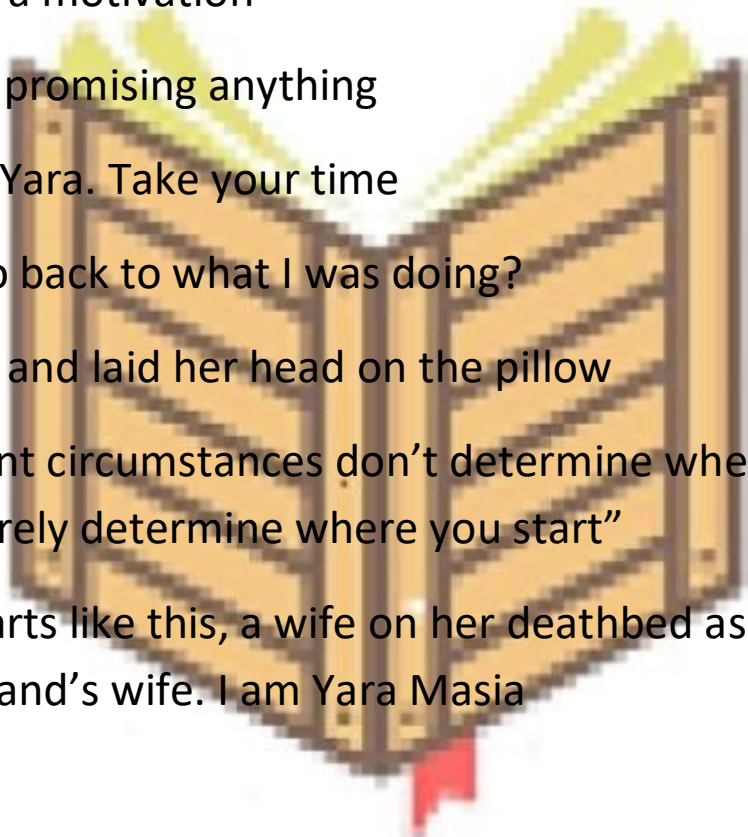 a motivation
promising anything
Yara. Take your time
back to what I was doing?
and laid her head on the pillow
nt circumstances don’t determine whe
rely determine where you start”
arts like this, a wife on her deathbed as
and’s wife. I am Yara Masia